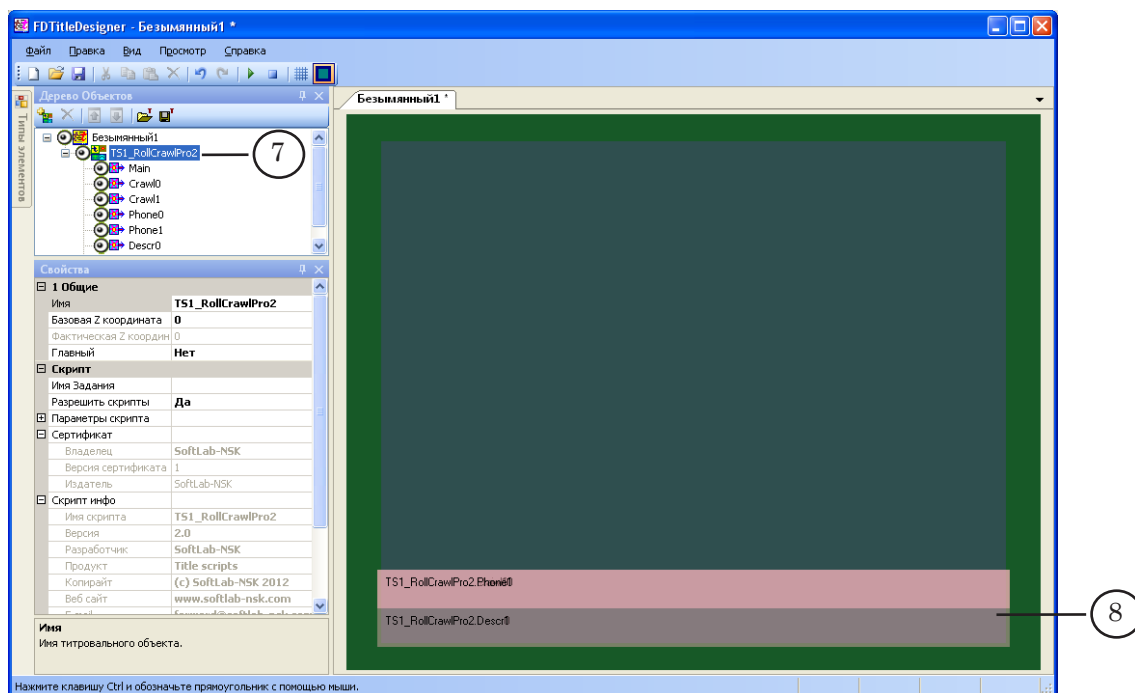 FDTitleDesigner - Безымянный1 *
Файл Правка Вид Просмотр Справка
Типы элементов
Дерево Объектов
Безымянный1
TS1_RollCrawlPro2
Main
Crawl0
Crawl1
Phone0
Phone1
Descr0
7
Свойства
1 Общие
Имя TS1_RollCrawlPro2
Базовая Z координата 0
Фактическая Z координ 0
Главный Нет
Скрипт
Имя Задания
Разрешить скрипты Да
Параметры скрипта
Сертификат
Владелец SoftLab-NSK
Версия сертификата 1
Издатель SoftLab-NSK
Скрипт инфо
Имя скрипта TS1_RollCrawlPro2
Версия 2.0
Разработчик SoftLab-NSK
Продукт Title scripts
Копирайт (c) SoftLab-NSK 2012
Веб сайт www.softlab-nsk.com
Имя
Имя титровального объекта.
Безымянный1 *
TS1_RollCrawlPro2.
TS1_RollCrawlPro2.Descr
8
Нажмите клавишу Ctrl и обозначьте прямоугольник с помощью мыши.